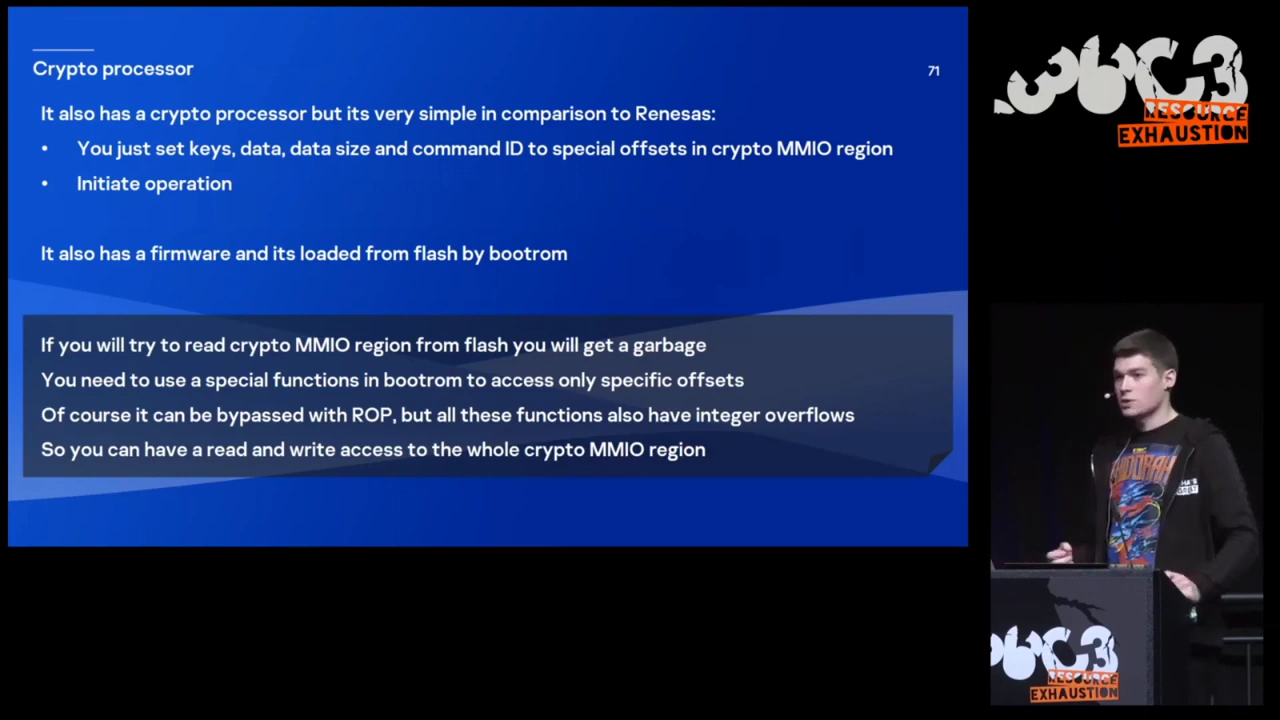 Crypto processor
71
It also has a crypto processor but its very simple in comparison to Renesas:
• You just set keys, data, data size and command ID to special offsets in crypto MMIO region
• Initiate operation
It also has a firmware and its loaded from flash by bootrom
If you will try to read crypto MMIO region from flash you will get a garbage
You need to use a special functions in bootrom to access only specific offsets
Of course it can be bypassed with ROP, but all these functions also have integer overflows
So you can have a read and write access to the whole crypto MMIO region
38C3
RESOURCE
EXHAUSTION
38C3
RESOURCE
EXHAUSTION